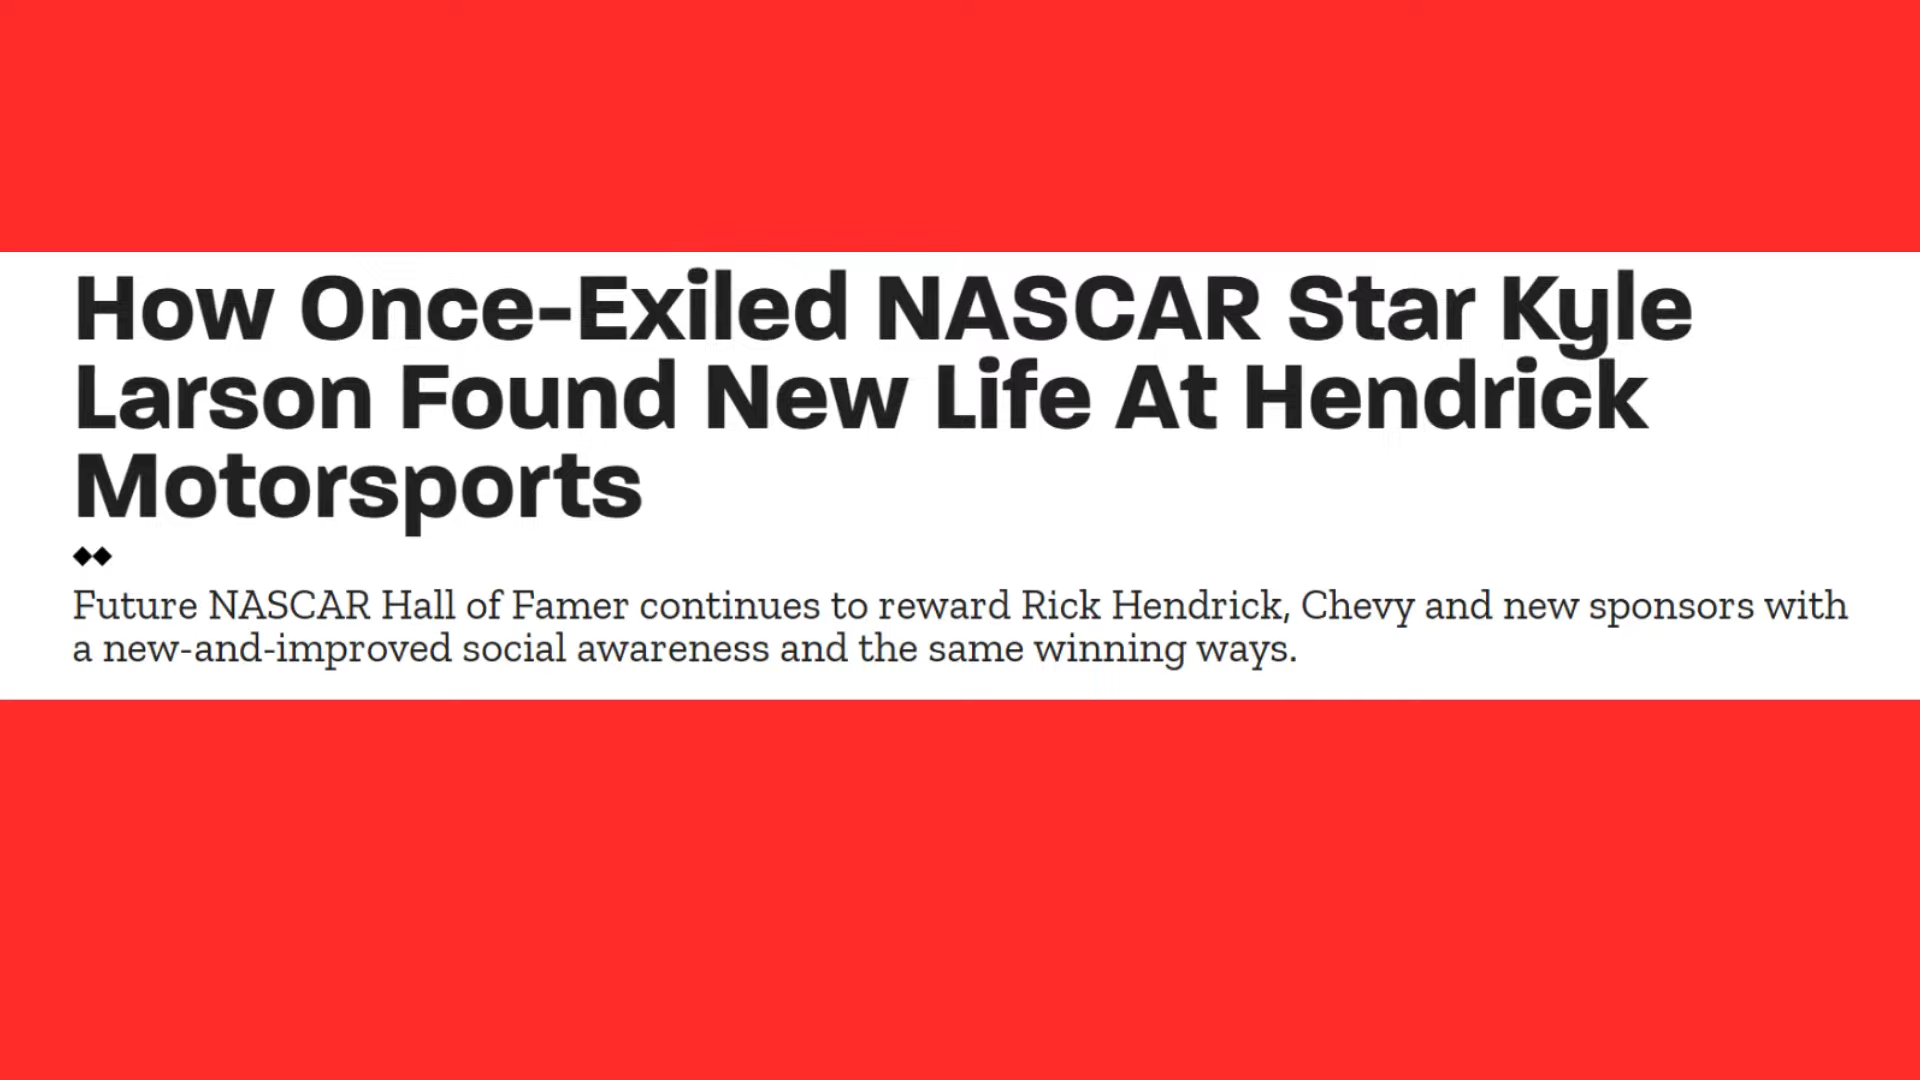 How Once-Exiled NASCAR Star Kyle
Larson Found New Life At Hendrick
Motorsports
Future NASCAR Hall of Famer continues to reward Rick Hendrick, Chevy and new sponsors with
a new-and-improved social awareness and the same winning ways.